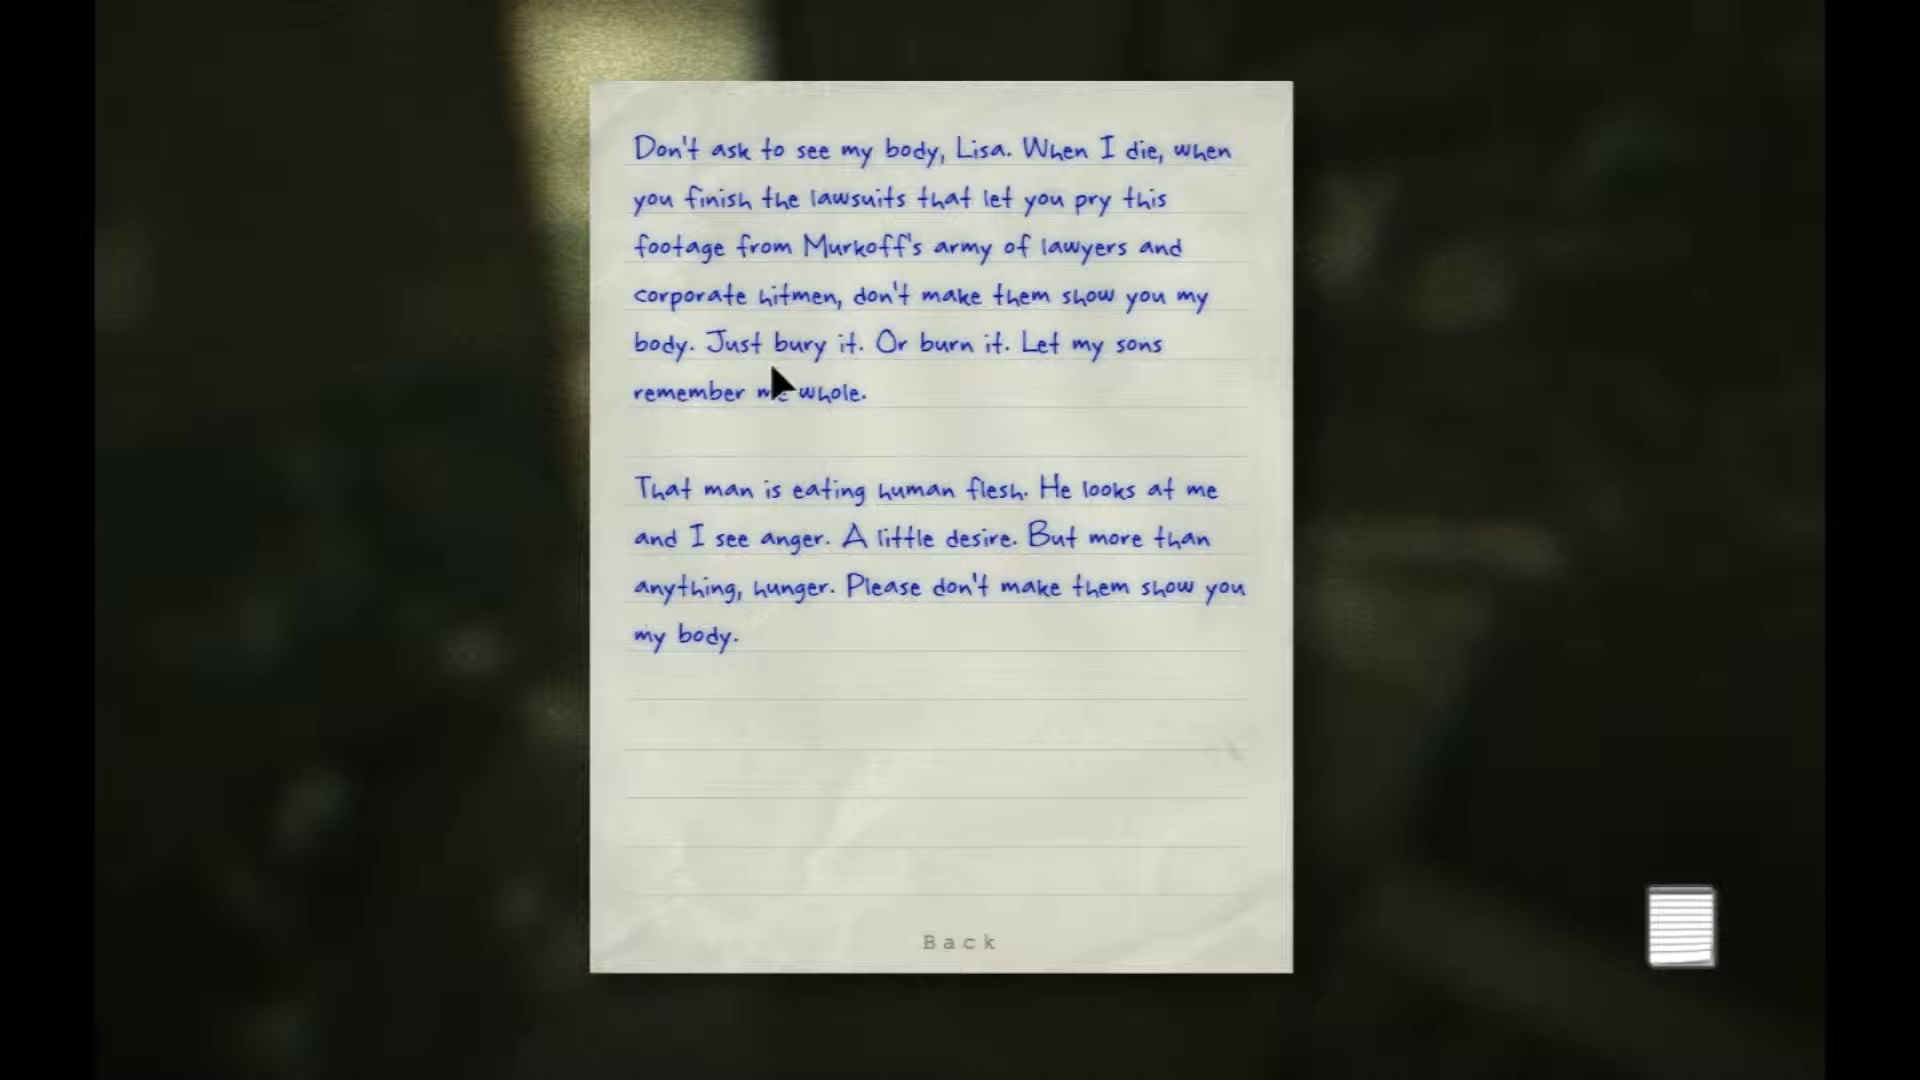 Don't ask to see my body, Lisa. When I die, when
you finish the lawsuits that let you pry this
footage from Murkoff's army of lawyers and
corporate hitmen, don't make them show you my
body. Just bury it. Or burn it. Let my sons
remember me whole.
That man is eating human flesh. He looks at me
and I see anger. A little desire. But more than
anything, hunger. Please don't make them show you
my body.
Back